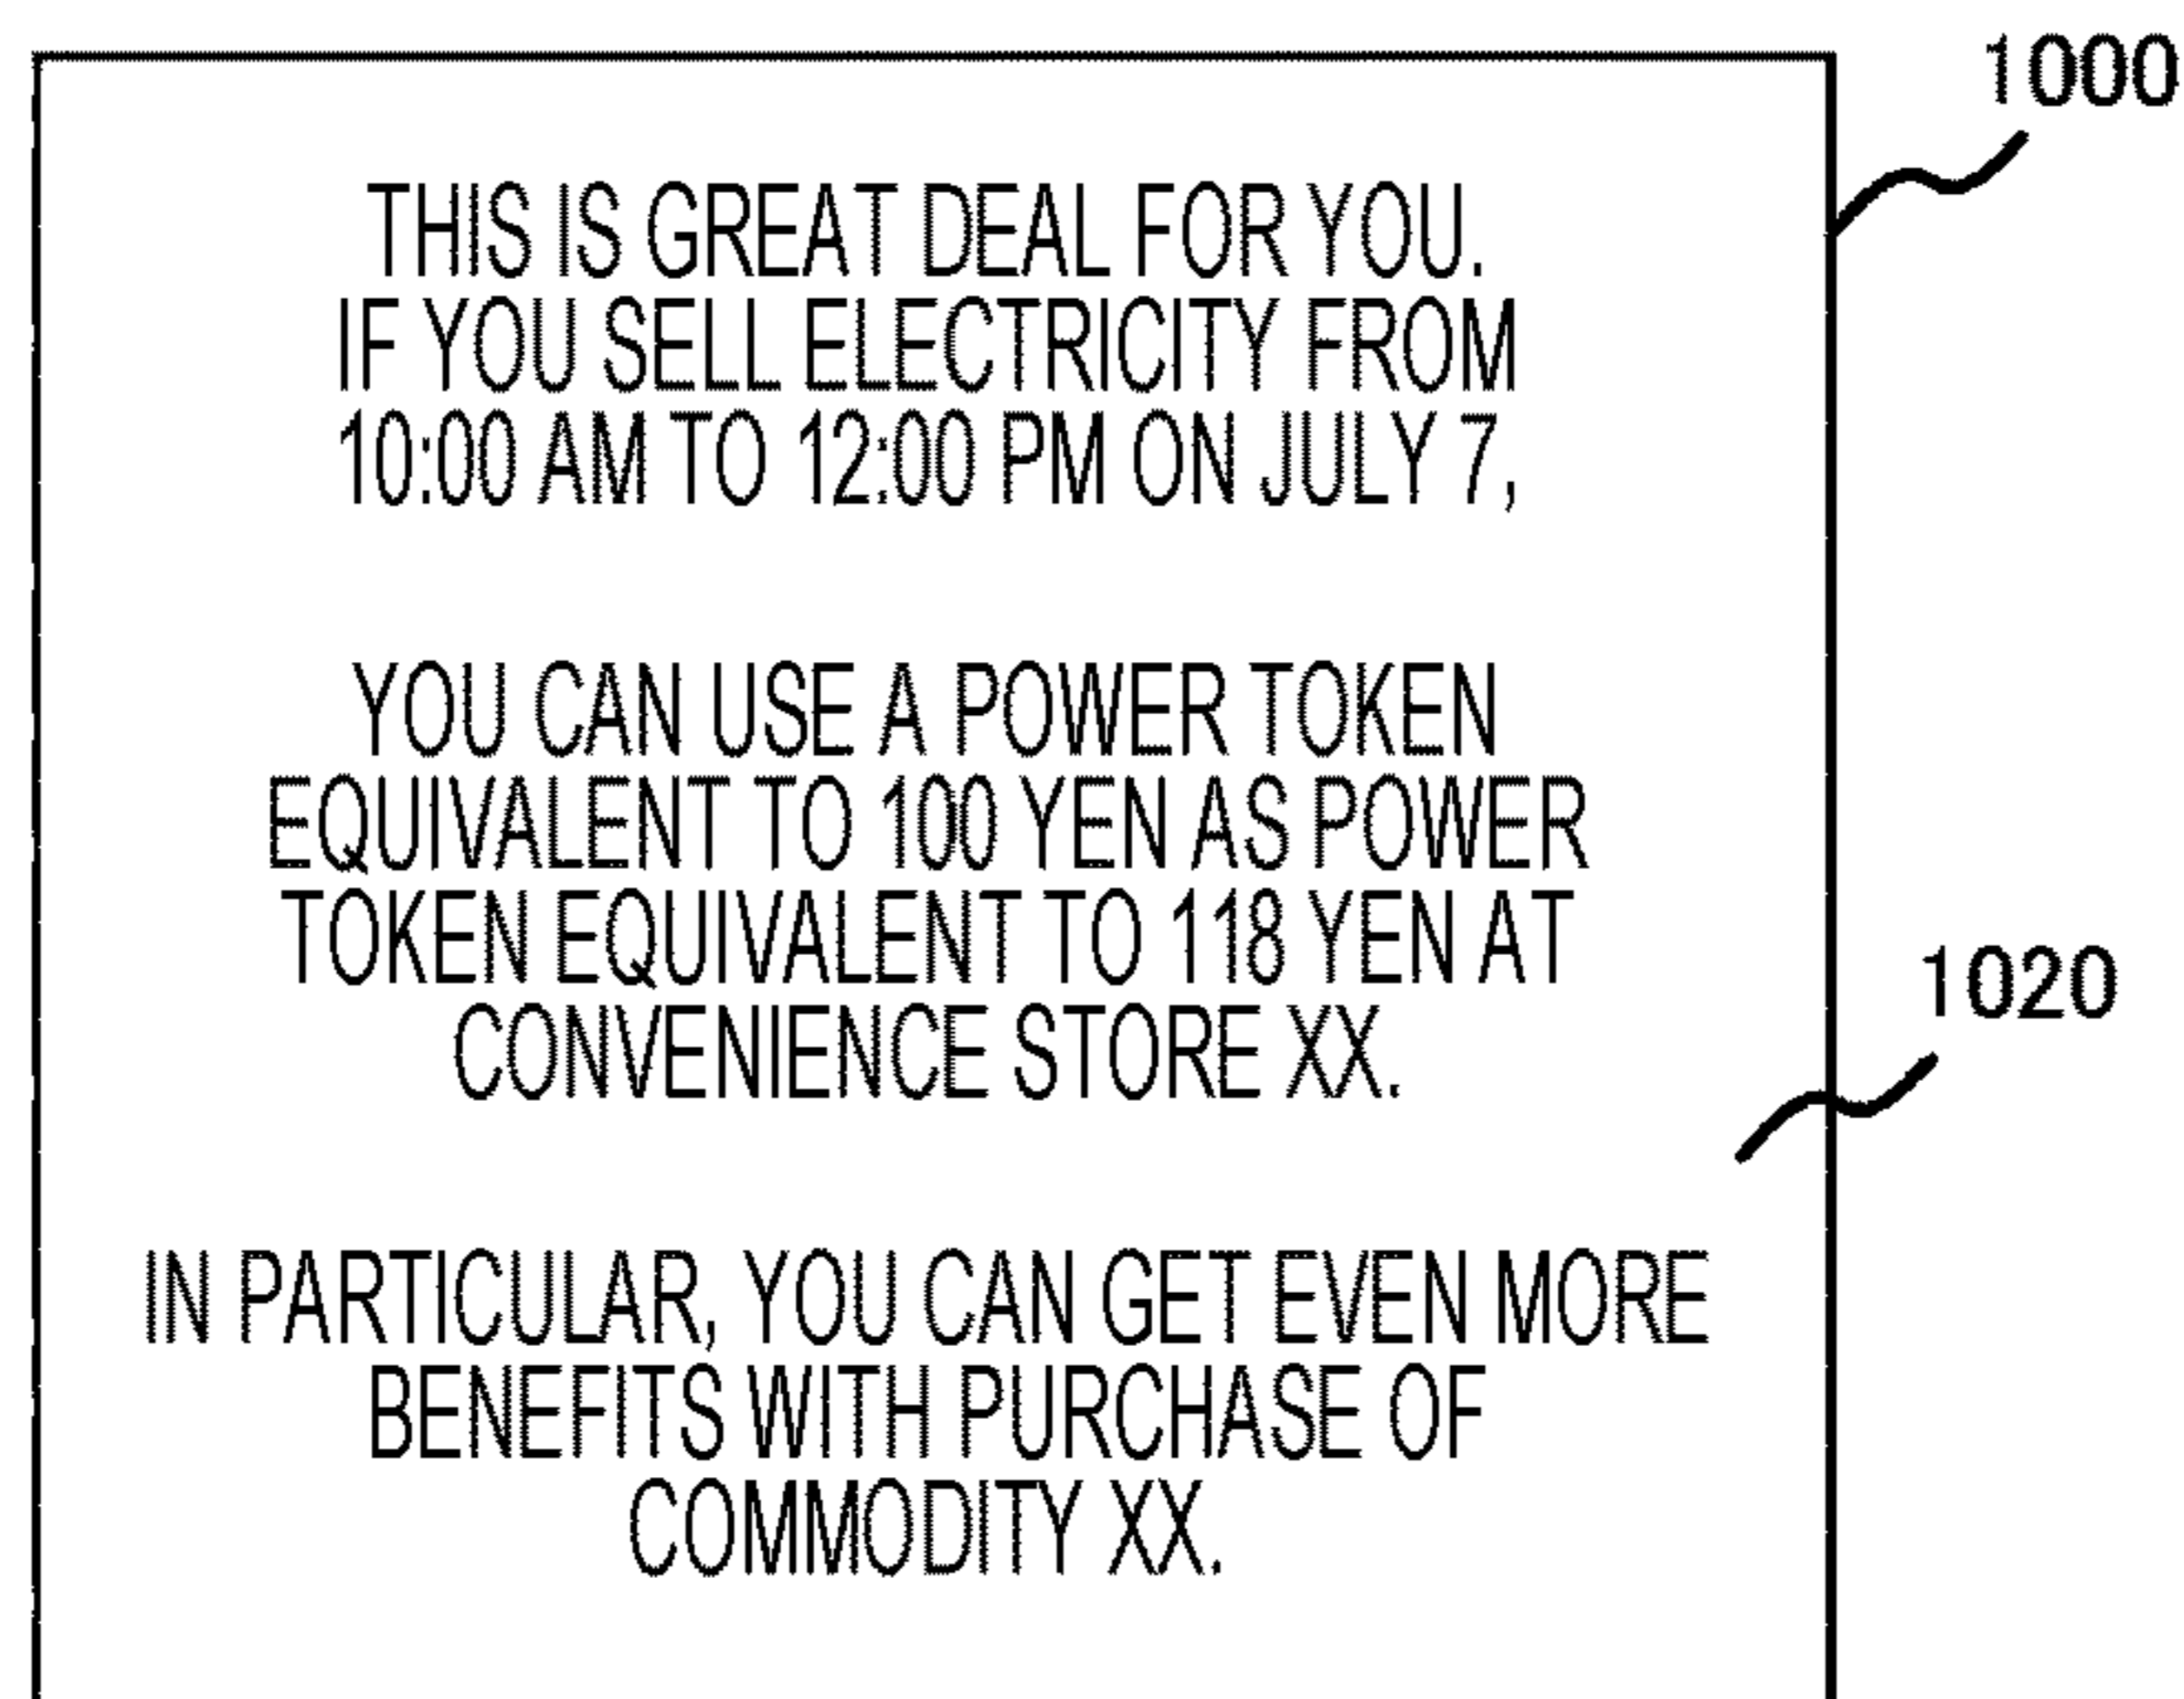 1000
THIS IS GREAT DEAL FOR YOU.
IF YOU SELL ELECTRICITY FROM
10:00 AM TO 12:00 PM ON JULY 7,
YOU CAN USE A POWER TOKEN
EQUIVALENT TO 100 YEN AS POWER
TOKEN EQUIVALENT TO 118 YEN AT
CONVENIENCE STORE XX.
1020
IN PARTICULAR, YOU CAN GET EVEN MORE
BENEFITS WITH PURCHASE OF
COMMODITY XX.